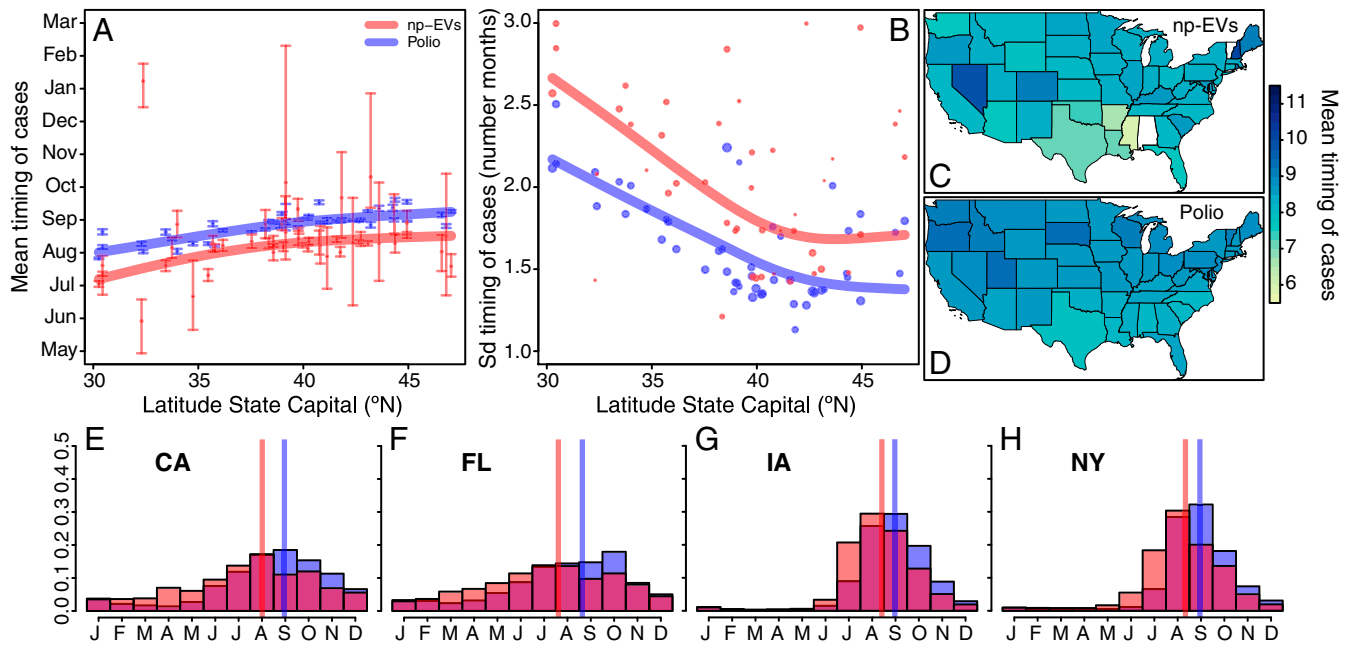 A
np−EVs
Polio
Mar
Feb
Jan
Dec
Nov
Oct
Sep
Aug
Jul
Jun
May
Mean timing of cases
30 35 40 45
Latitude State Capital (ºN)
B
3.0
2.5
2.0
1.5
1.0
Sd timing of cases (number months)
30 35 40 45
Latitude State Capital (ºN)
np−EVs
C
Polio
D
11
10
9
8
7
6
Mean timing of cases
E
CA
0.0 0.1 0.2 0.3 0.4 0.5
J F M A M J J A S O N D
F
FL
J F M A M J J A S O N D
G
IA
J F M A M J J A S O N D
H
NY
J F M A M J J A S O N D